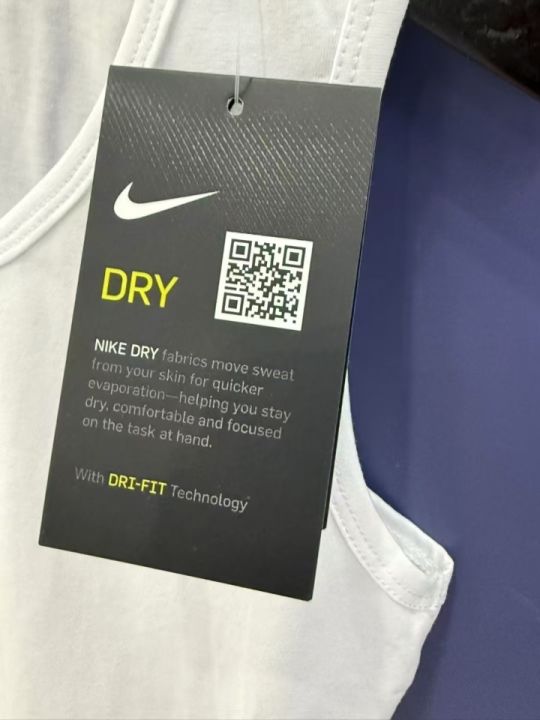 DRY
NIKE DRY fabrics move sweat
from your skin for quicker
evaporation—helping you stay
dry, comfortable and focused
on the task at hand.
With DRI-FIT Technology